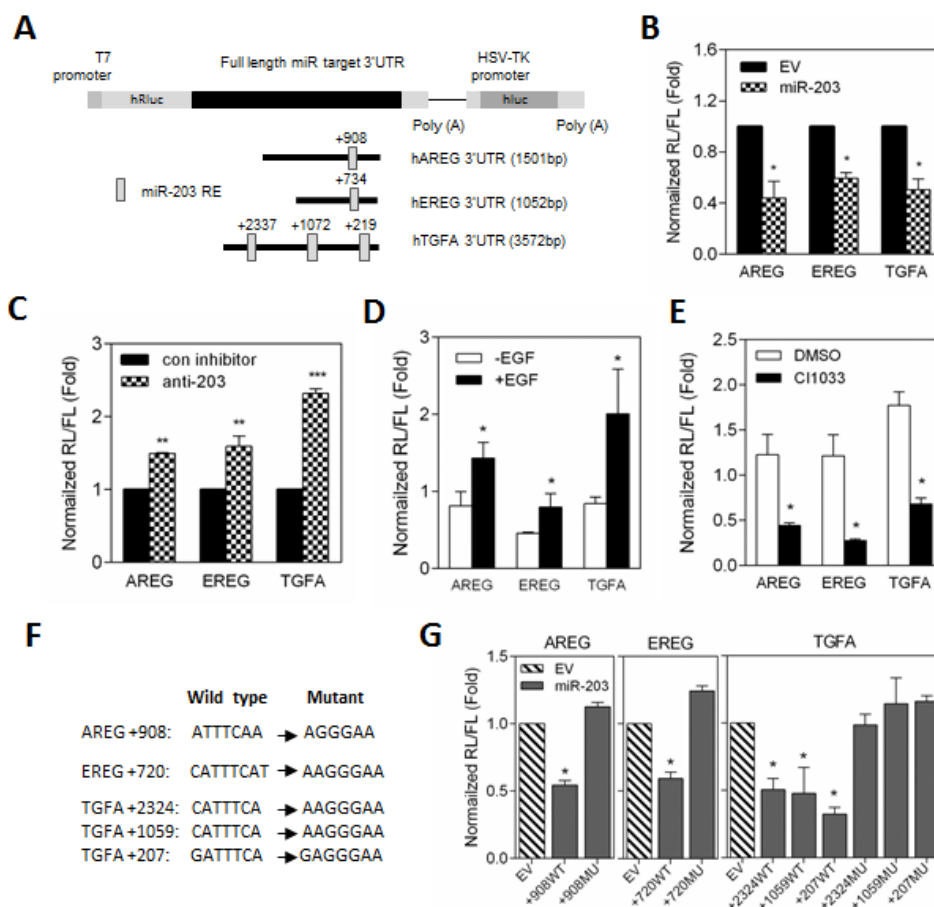 A
T7 promoter
Full length miR target 3'UTR
HSV-TK promoter
hRluc
hluc
Poly (A)
Poly (A)
+908
hAREG 3'UTR (1501bp)
miR-203 RE
+734
hEREG 3'UTR (1052bp)
+2337 +1072 +219
hTGFA 3'UTR (3572bp)
B
Normailzed RL/FL (Fold)
1.6
1.2
0.8
0.4
0.0
EV
miR-203
* * *
AREG EREG TGFA
C
Normailzed RL/FL (Fold)
3
2
1
0
con inhibitor
anti-203
** ** ***
AREG EREG TGFA
D
Normailzed RL/FL (Fold)
3
2
1
0
-EGF
+EGF
* * *
AREG EREG TGFA
E
Normailzed RL/FL (Fold)
2.5
2.0
1.5
1.0
0.5
0.0
DMSO
CI1033
* * *
AREG EREG TGFA
F
Wild type Mutant
AREG +908: ATTTCAA → AGGGAA
EREG +720: CATTTCAT → AAGGGAA
TGFA +2324: CATTTCA → AAGGGAA
TGFA +1059: CATTTCA → AAGGGAA
TGFA +207: GATTTCA → GAGGGAA
G
Normailzed RL/FL (Fold)
1.5
1.0
0.5
0.0
AREG
EV
miR-203
*
EV +908WT +908MU
EREG
*
EV +720WT +720MU
TGFA
* * *
EV +2324WT +1059WT +207WT +2324MU +1059MU +207MU